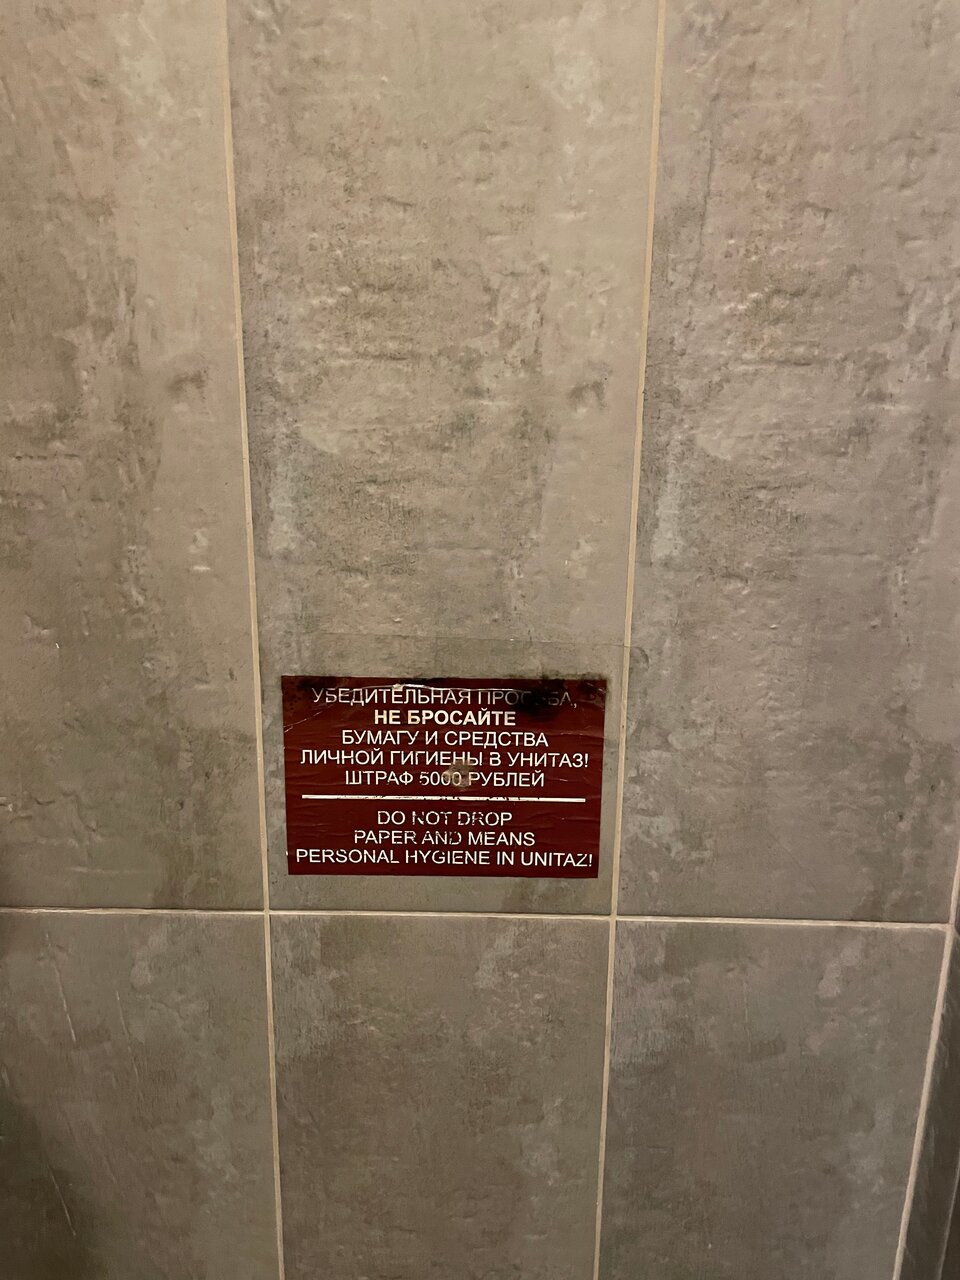 УБЕДИТЕЛЬНАЯ ПРОСЬБА,
НЕ БРОСАЙТЕ
БУМАГУ И СРЕДСТВА
ЛИЧНОЙ ГИГИЕНЫ В УНИТАЗ!
ШТРАФ 5000 РУБЛЕЙ
DO NOT DROP
PAPER AND MEANS
PERSONAL HYGIENE IN UNITAZ!